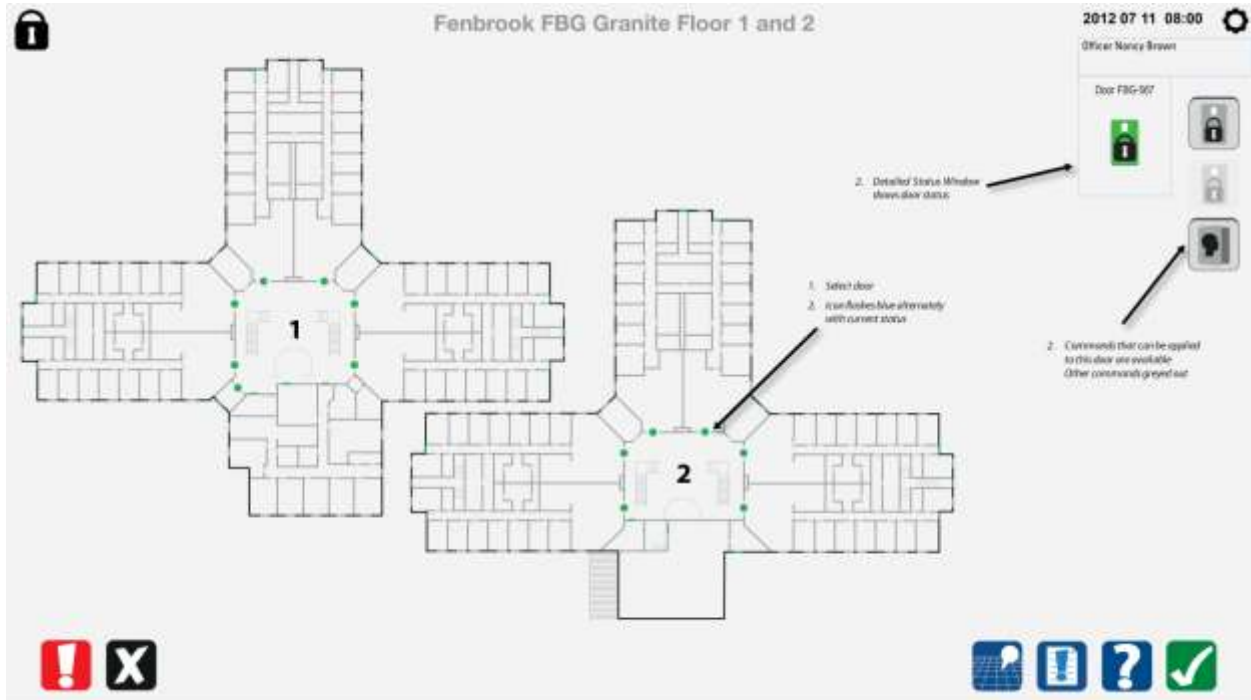 Fenbrook FBG Granite Floor 1 and 2
2012 07 11 08:00
Officer Nancy Brown
Door FBG-567
2. Detailed Status Window
shows door status
1. Select door
2. Icon flashes blue alternately
with current status
2. Commands that can be applied
to this door are available
Other commands greyed out
1
2